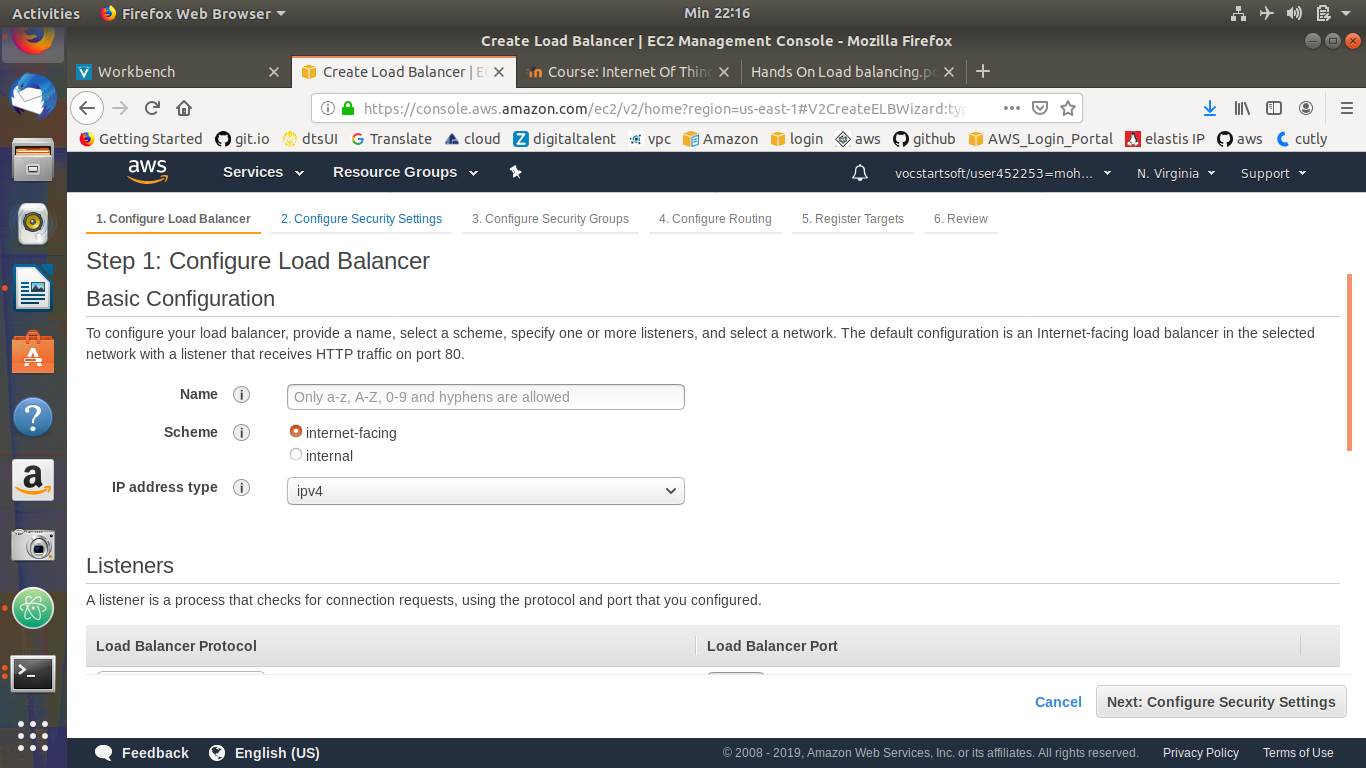 Activities
Firefox Web Browser
Min 22:16
Create Load Balancer | EC2 Management Console - Mozilla Firefox
Workbench
Create Load Balancer | EC
Course: Internet Of Thing
Hands On Load balancing.po
https://console.aws.amazon.com/ec2/v2/home?region=us-east-1#V2CreateELBWizard:typ
Getting Started
git.io
dtsUI
Translate
cloud
digitaltalent
vpc
Amazon
login
aws
github
AWS_Login_Portal
elastis IP
aws
cutly
aws
Services
Resource Groups
vocstartsoft/user452253=moh...
N. Virginia
Support
1. Configure Load Balancer
2. Configure Security Settings
3. Configure Security Groups
4. Configure Routing
5. Register Targets
6. Review
Step 1: Configure Load Balancer
Basic Configuration
To configure your load balancer, provide a name, select a scheme, specify one or more listeners, and select a network. The default configuration is an Internet-facing load balancer in the selected
network with a listener that receives HTTP traffic on port 80.
Name
Only a-z, A-Z, 0-9 and hyphens are allowed
Scheme
internet-facing
internal
IP address type
ipv4
Listeners
A listener is a process that checks for connection requests, using the protocol and port that you configured.
Load Balancer Protocol
Load Balancer Port
Cancel
Next: Configure Security Settings
Feedback
English (US)
© 2008 - 2019, Amazon Web Services, Inc. or its affiliates. All rights reserved.
Privacy Policy
Terms of Use